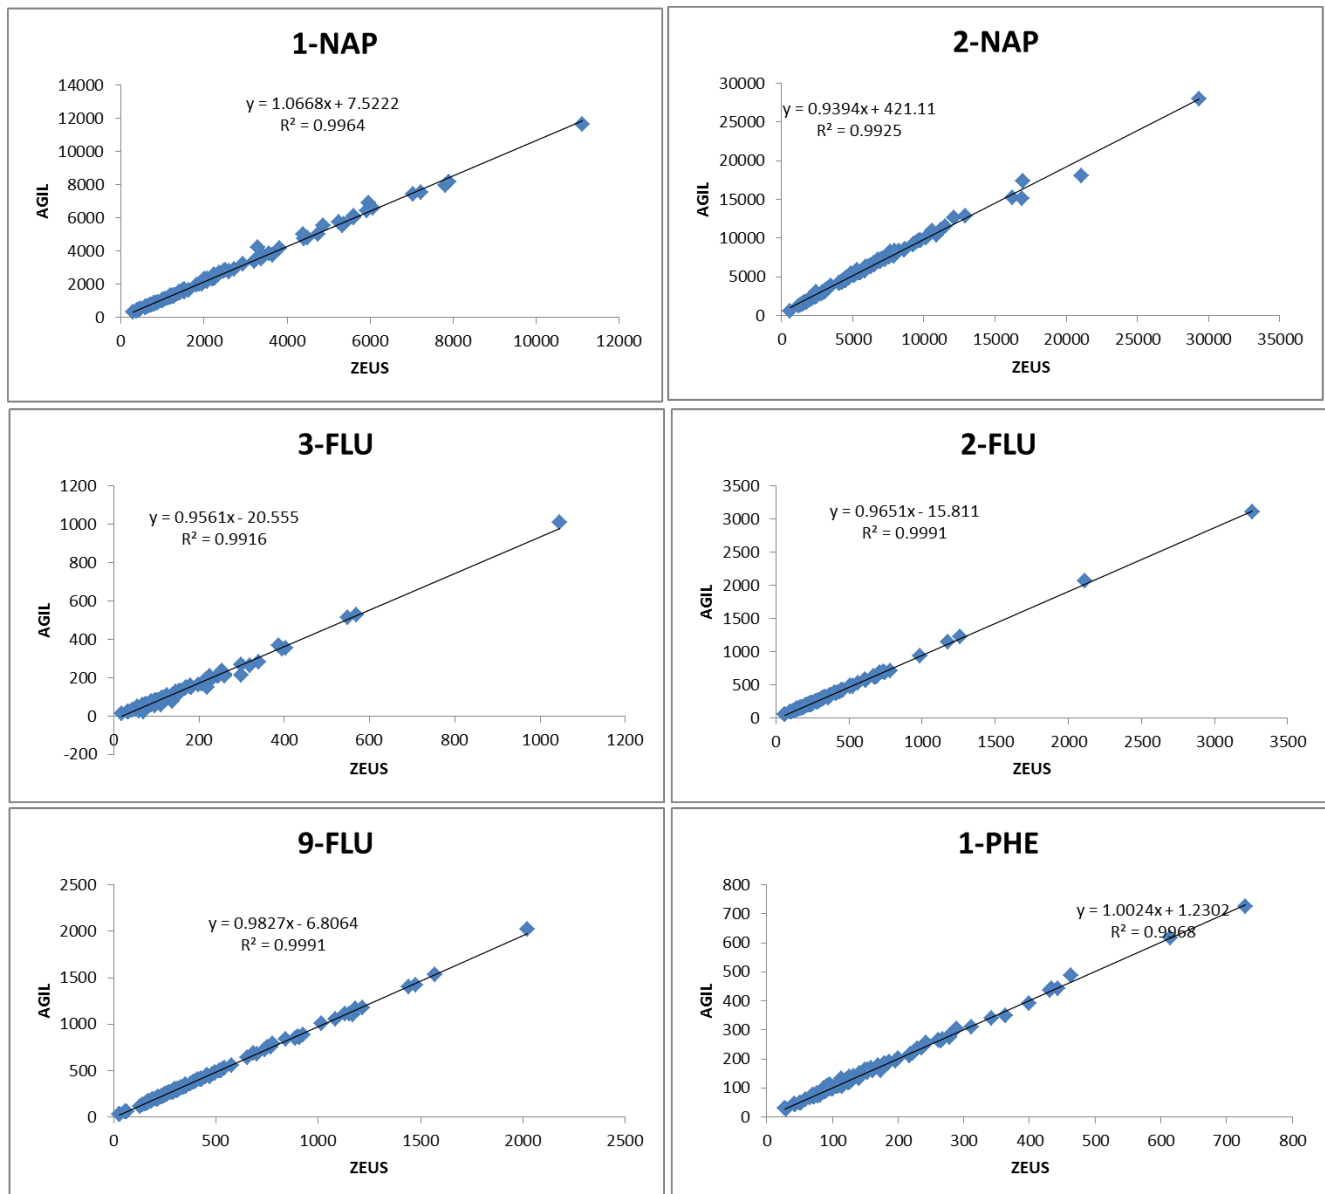 1-NAP
14000
12000
10000
8000
6000
4000
2000
0
AGIL
y = 1.0668x + 7.5222
R² = 0.9964
0 2000 4000 6000 8000 10000 12000
ZEUS
2-NAP
30000
25000
20000
15000
10000
5000
0
AGIL
y = 0.9394x + 421.11
R² = 0.9925
0 5000 10000 15000 20000 25000 30000 35000
ZEUS
3-FLU
1200
1000
800
600
400
200
0
-200
AGIL
y = 0.9561x - 20.555
R² = 0.9916
0 200 400 600 800 1000 1200
ZEUS
2-FLU
3500
3000
2500
2000
1500
1000
500
0
AGIL
y = 0.9651x - 15.811
R² = 0.9991
0 500 1000 1500 2000 2500 3000 3500
ZEUS
9-FLU
2500
2000
1500
1000
500
0
AGIL
y = 0.9827x - 6.8064
R² = 0.9991
0 500 1000 1500 2000 2500
ZEUS
1-PHE
800
700
600
500
400
300
200
100
0
AGIL
y = 1.0024x + 1.2302
R² = 0.9968
0 100 200 300 400 500 600 700 800
ZEUS